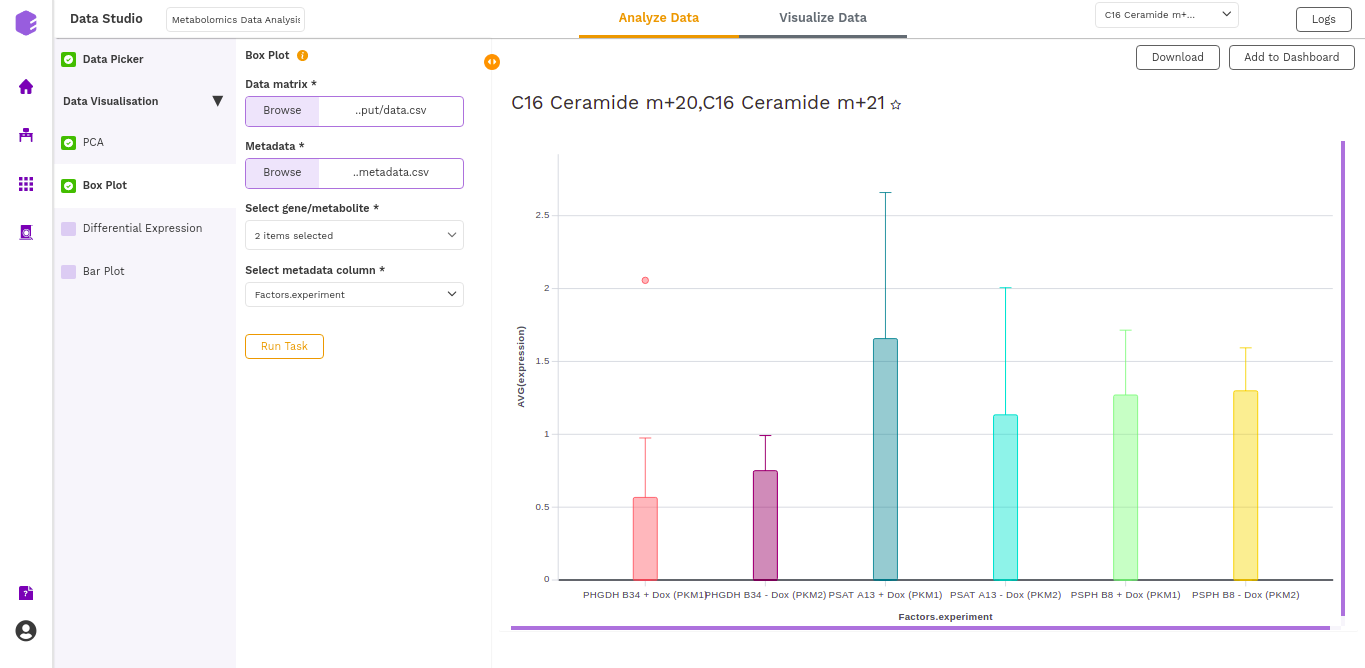 Data Studio
Metabolomics Data Analysis
Analyze Data
Visualize Data
C16 Ceramide m+...
Logs
Data Picker
Data Visualisation
PCA
Box Plot
Differential Expression
Bar Plot
?
Box Plot
i
Data matrix *
Browse
..put/data.csv
Metadata *
Browse
..metadata.csv
Select gene/metabolite *
2 items selected
Select metadata column *
Factors.experiment
Run Task
Download
Add to Dashboard
C16 Ceramide m+20,C16 Ceramide m+21
AVG(expression)
2.5
2
1.5
1
0.5
0
PHGDH B34 + Dox (PKM1)
PHGDH B34 - Dox (PKM2)
PSAT A13 + Dox (PKM1)
PSAT A13 - Dox (PKM2)
PSPH B8 + Dox (PKM1)
PSPH B8 - Dox (PKM2)
Factors.experiment